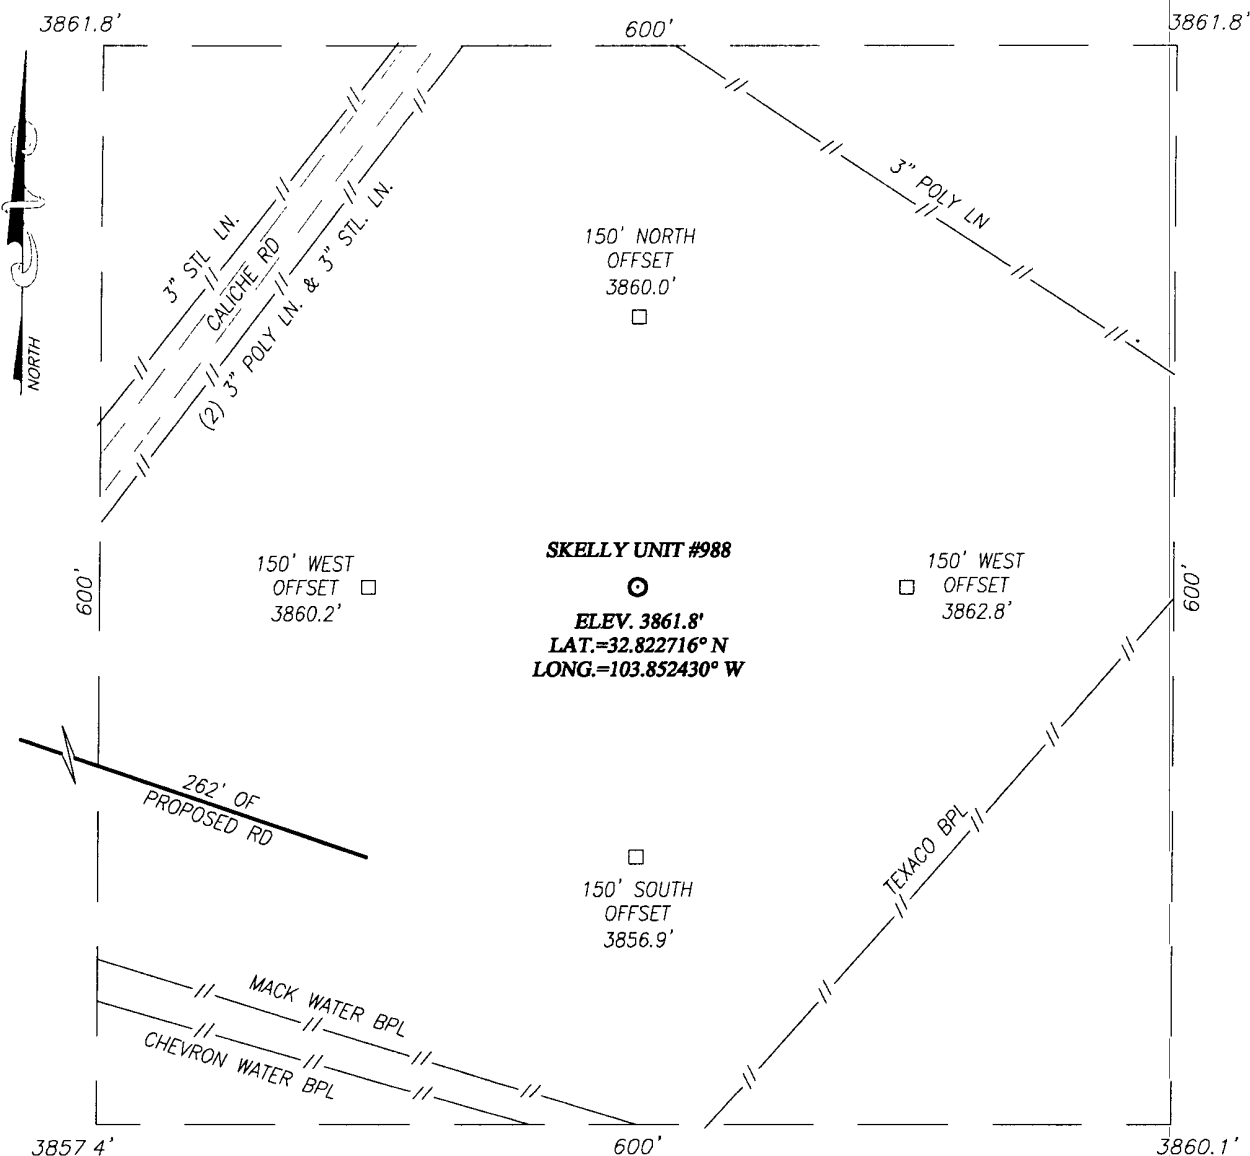 3861.8'
600'
3861.8'
3" STL LN.
CALICHE RD
(2) 3" POLY LN. & 3" STL. LN.
3" POLY LN
NORTH
150' NORTH
OFFSET
3860.0'
600'
150' WEST
OFFSET
3860.2'
SKELLY UNIT #988
ELEV. 3861.8'
LAT.=32.822716° N
LONG.=103.852430° W
150' WEST
OFFSET
3862.8'
600'
262' OF
PROPOSED RD
150' SOUTH
OFFSET
3856.9'
TEXACO BPL
MACK WATER BPL
CHEVRON WATER BPL
3857 4'
600'
3860.1'